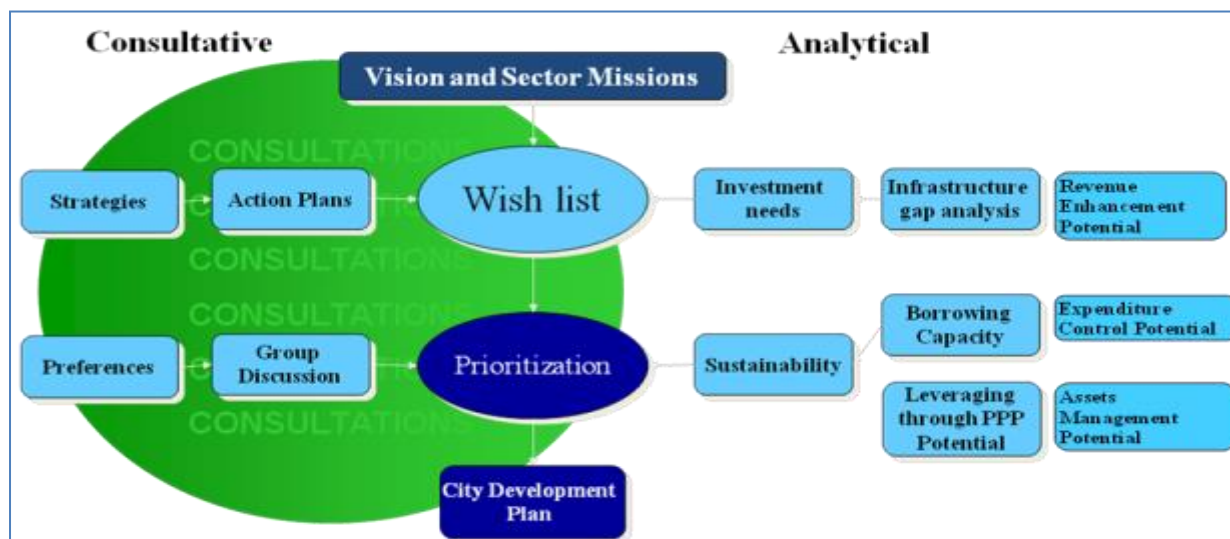 Consultative
Analytical
Vision and Sector Missions
CONSULTATIONS
Strategies
Action Plans
Wish list
Investment
needs
Infrastructure
gap analysis
Revenue
Enhancement
Potential
CONSULTATIONS
CONSULTATIONS
CONSULTATIONS
Preferences
Group
Discussion
Prioritization
Sustainability
Borrowing
Capacity
Expenditure
Control Potential
Leveraging
through PPP
Potential
Assets
Management
Potential
CONSULTATIONS
City Development
Plan